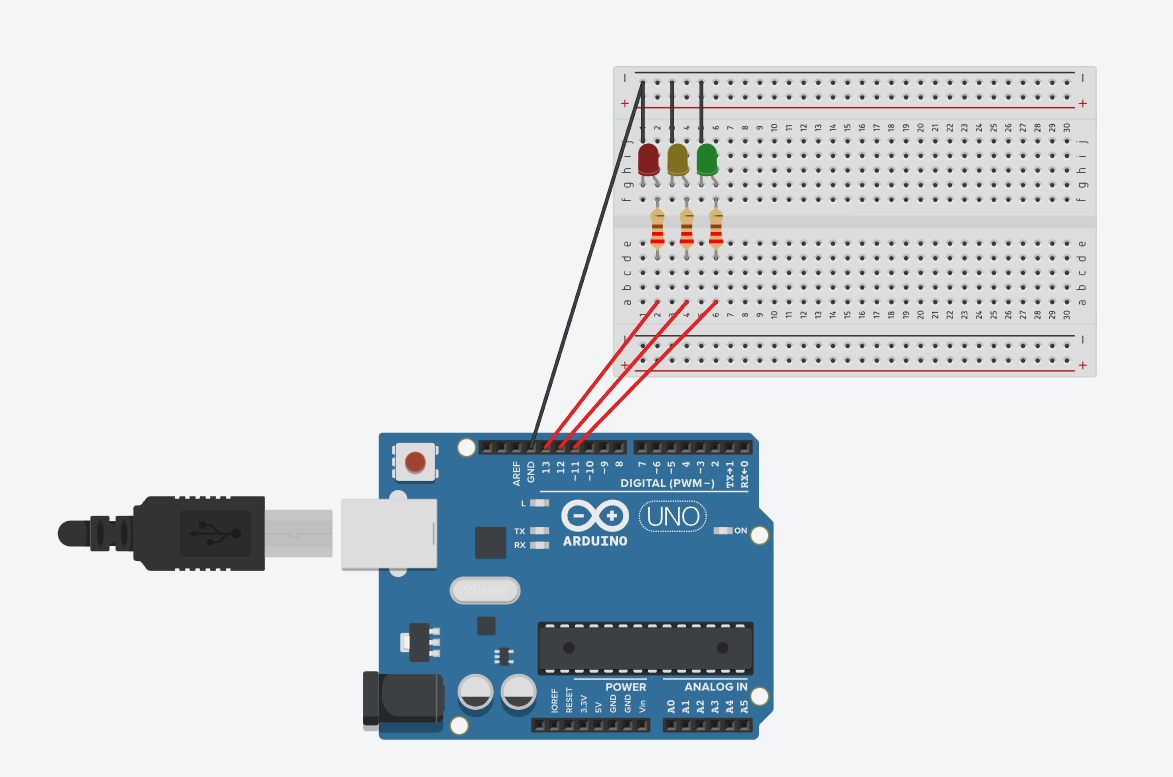 − −
+ +
1 2 3 4 5 6 7 8 9 10 11 12 13 14 15 16 17 18 19 20 21 22 23 24 25 26 27 28 29 30
j j
i i
h h
g g
f f
e e
d d
c c
b b
a a
1 2 3 4 5 6 7 8 9 10 11 12 13 14 15 16 17 18 19 20 21 22 23 24 25 26 27 28 29 30
− −
+ +
AREF GND 13 12 ~11 ~10 ~9 8 7 ~6 ~5 4 ~3 2 TX→1 RX←0
DIGITAL (PWM~)
L
TX
RX
UNO
ARDUINO
ON
POWER ANALOG IN
IOREF RESET 3.3V 5V GND GND Vin A0 A1 A2 A3 A4 A5